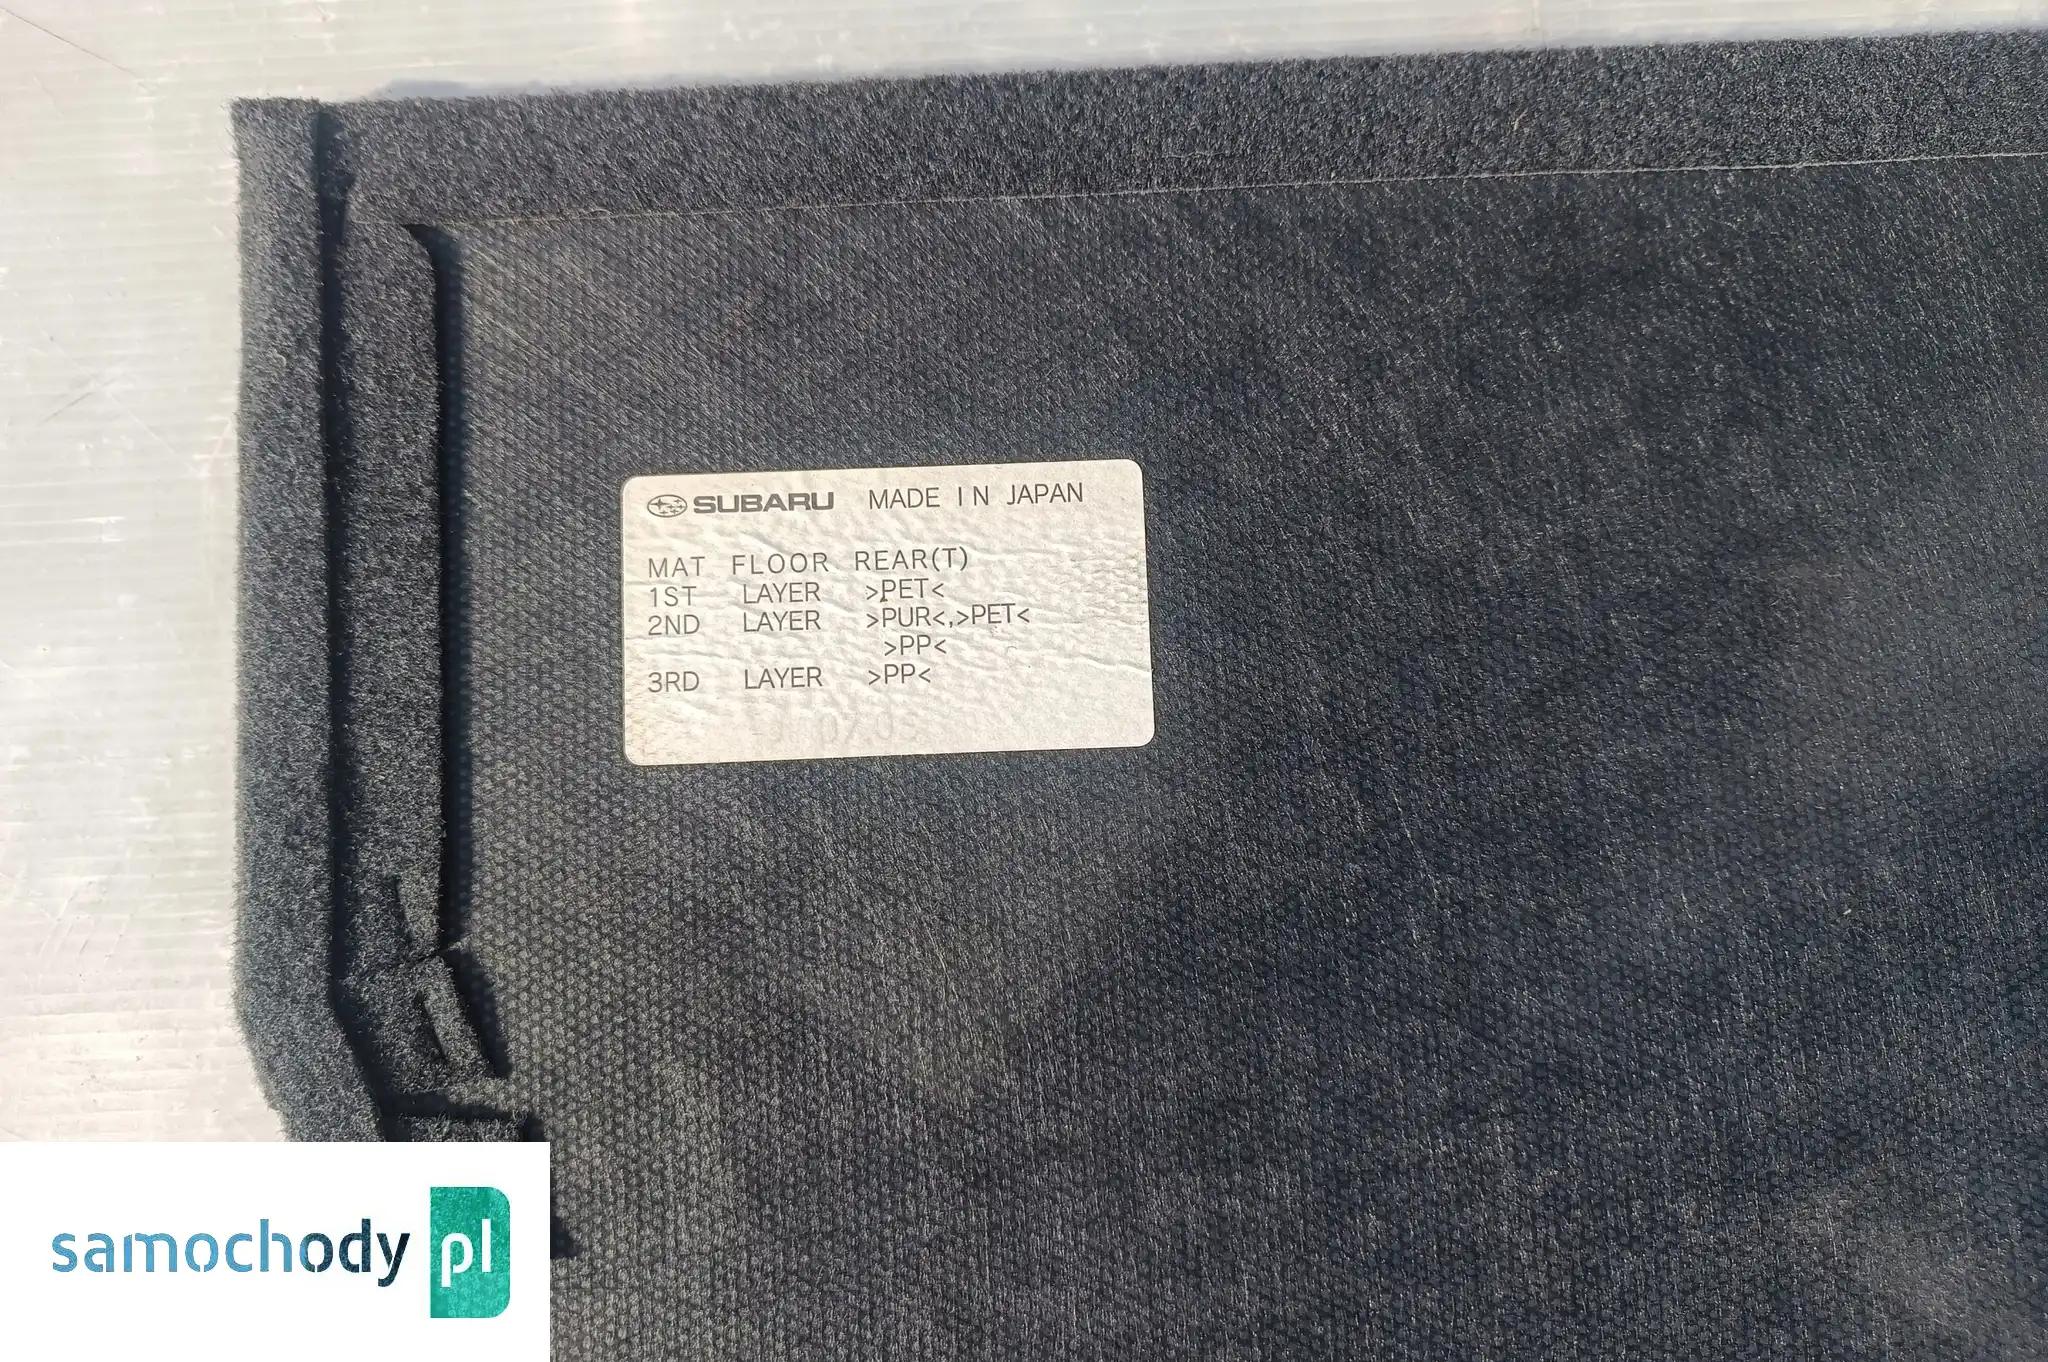 SUBARU MADE IN JAPAN
MAT FLOOR REAR(T)
1ST LAYER >PET<
2ND LAYER >PUR<,>PET<
>PP<
3RD LAYER >PP<
samochody pl